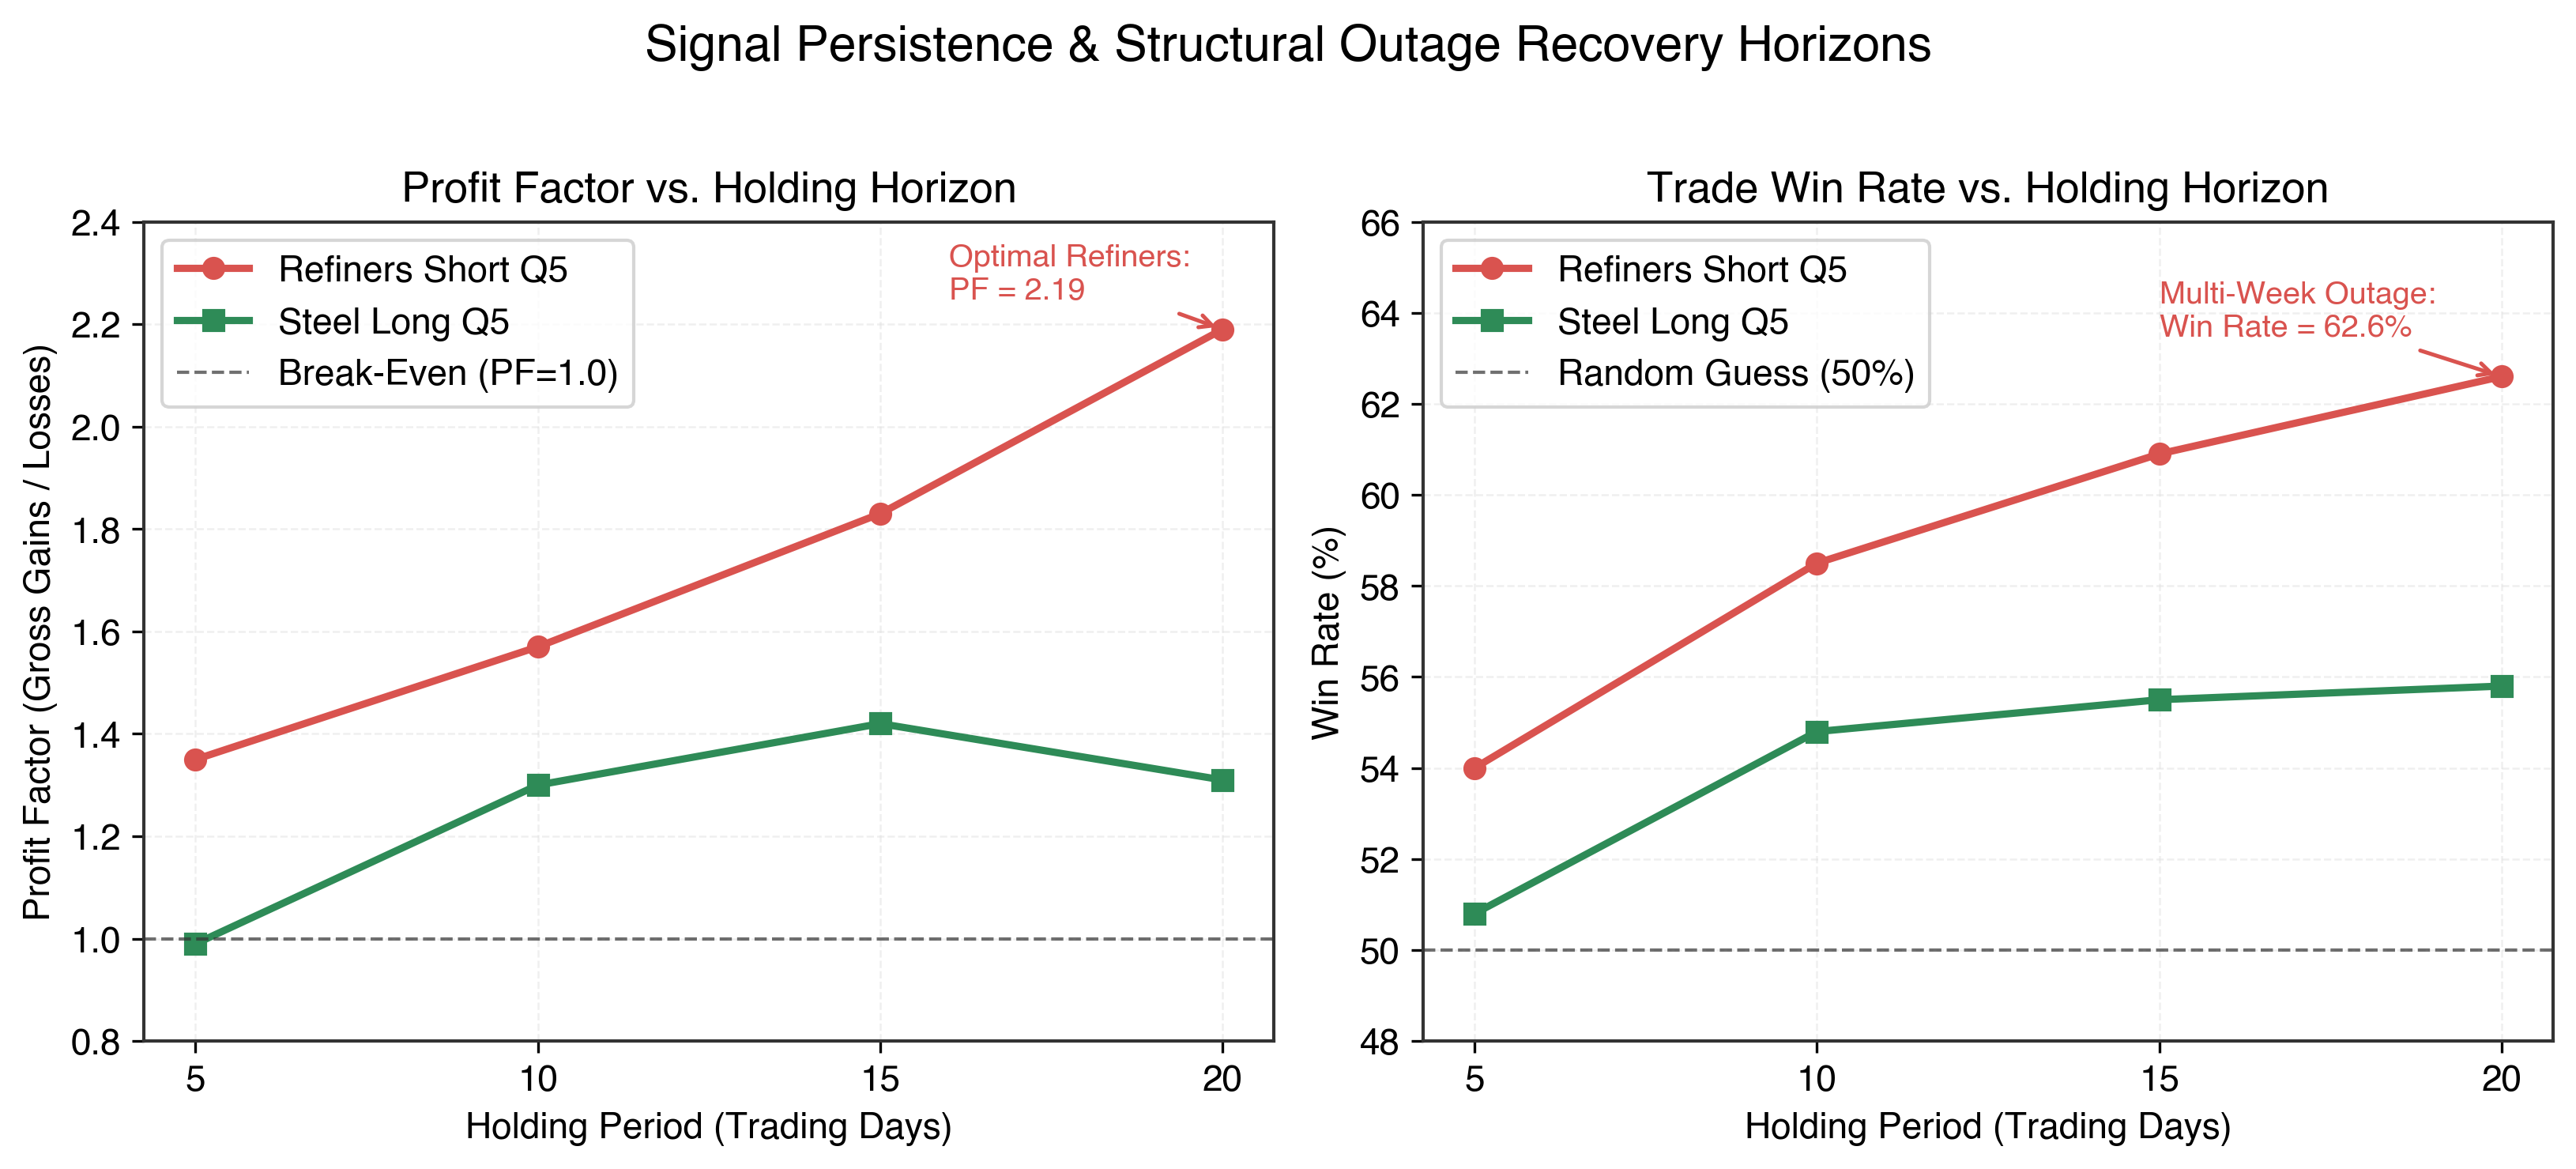 Signal Persistence & Structural Outage Recovery Horizons
Profit Factor vs. Holding Horizon
Profit Factor (Gross Gains / Losses)
2.4
2.2
2.0
1.8
1.6
1.4
1.2
1.0
0.8
Refiners Short Q5
Steel Long Q5
Break-Even (PF=1.0)
Optimal Refiners:
PF = 2.19
5 10 15 20
Holding Period (Trading Days)
Trade Win Rate vs. Holding Horizon
Win Rate (%)
66
64
62
60
58
56
54
52
50
48
Refiners Short Q5
Steel Long Q5
Random Guess (50%)
Multi-Week Outage:
Win Rate = 62.6%
5 10 15 20
Holding Period (Trading Days)